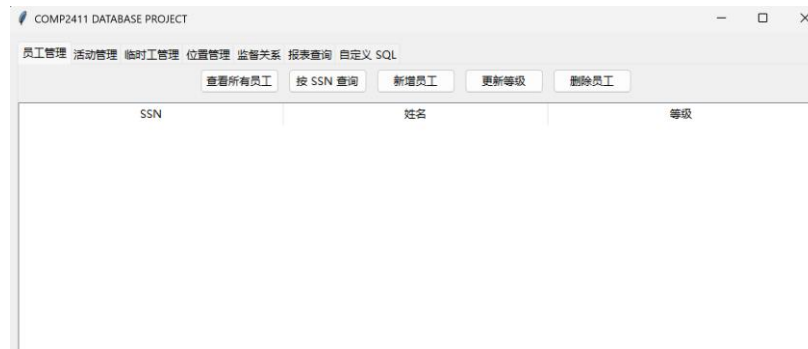 COMP2411 DATABASE PROJECT
员工管理 活动管理 临时工管理 位置管理 监督关系 报表查询 自定义 SQL
查看所有员工 按 SSN 查询 新增员工 更新等级 删除员工
SSN 姓名 等级